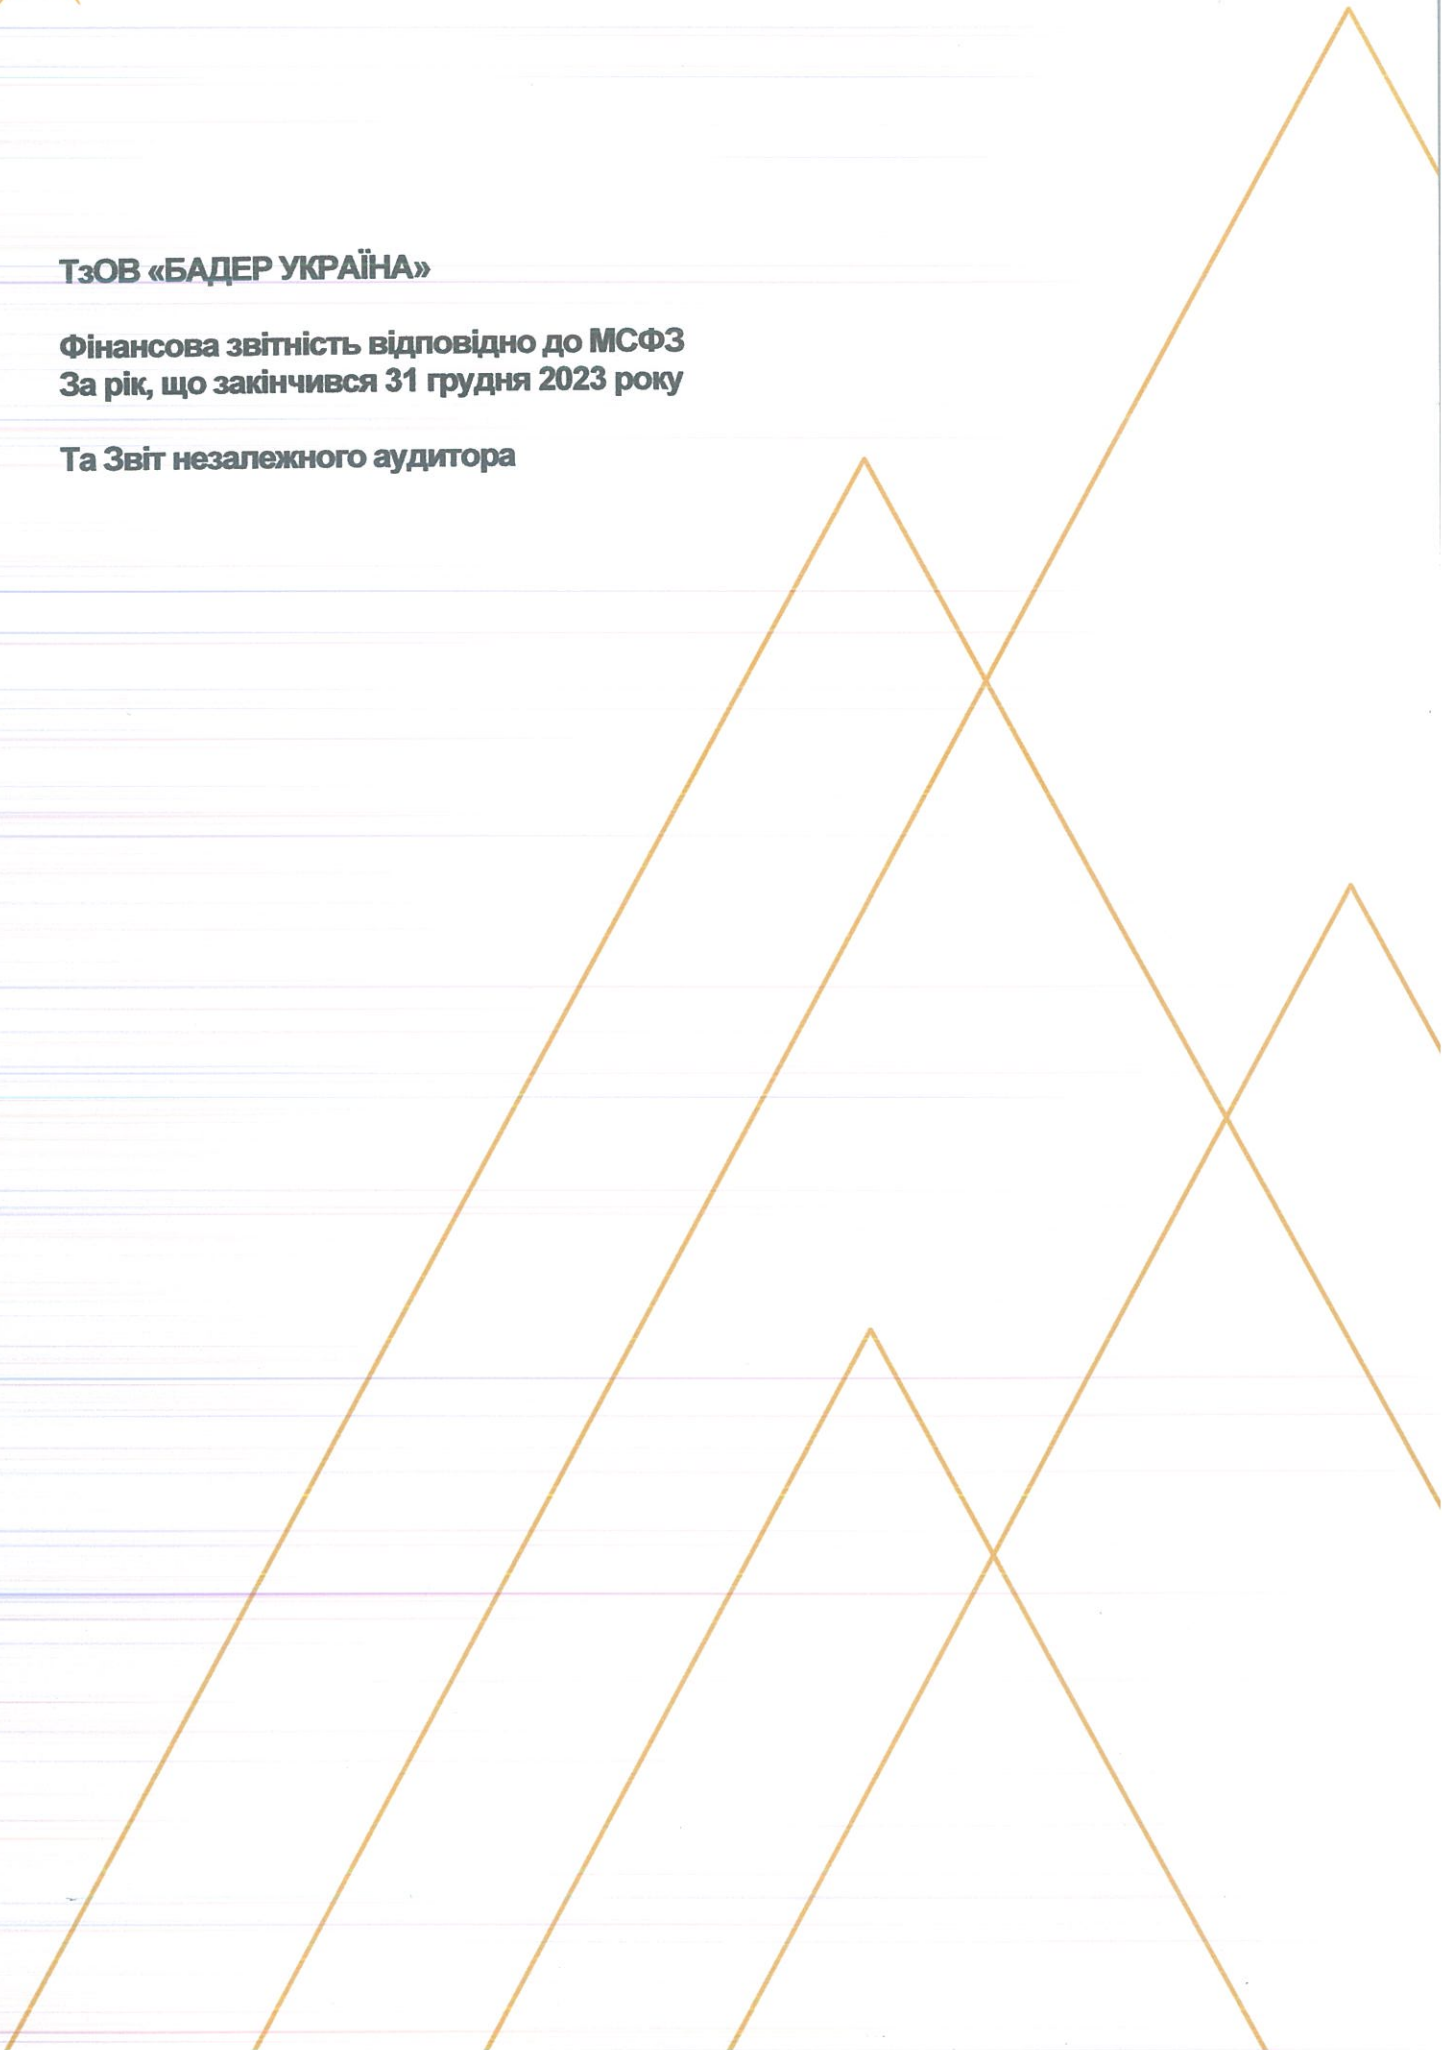 ТзОВ «БАДЕР УКРАЇНА»
Фінансова звітність відповідно до МСФЗ
За рік, що закінчився 31 грудня 2023 року
Та Звіт незалежного аудитора